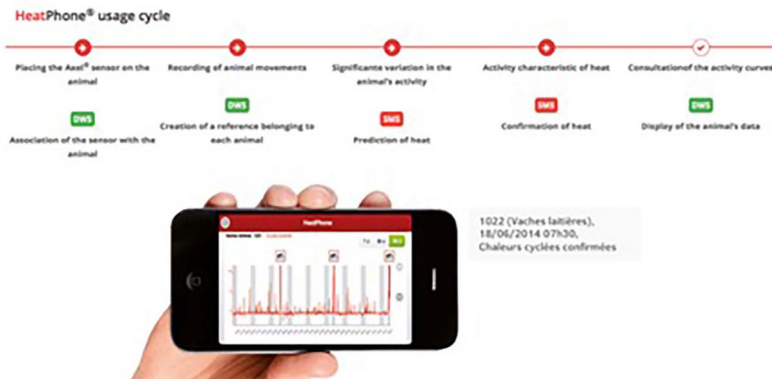 HeatPhone® usage cycle
Placing the Axel® sensor on the
animal
Recording of animal movements
Significante variation in the
animal's activity
Activity characteristic of heat
Consultationof the activity curves
DWS
DWS
SMS
SMS
DWS
Association of the sensor with the
animal
Creation of a reference belonging to
each animal
Prediction of heat
Confirmation of heat
Display of the animal's data
HeatPhone
1022 (Vaches laitières),
18/06/2014 07h30,
Chaleurs cyclées confirmées